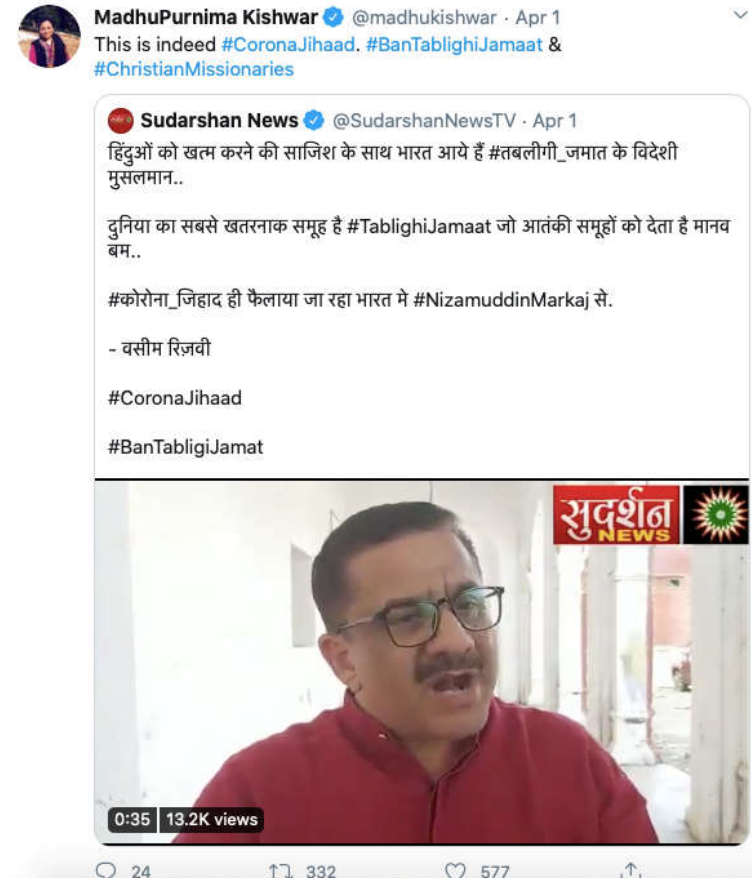 MadhuPurnima Kishwar @madhukishwar · Apr 1
This is indeed #CoronaJihaad. #BanTablighiJamaat &
#ChristianMissionaries
Sudarshan News @SudarshanNewsTV · Apr 1
हिंदुओं को खत्म करने की साजिश के साथ भारत आये हैं #तबलीगी_जमात के विदेशी
मुसलमान..
दुनिया का सबसे खतरनाक समूह है #TablighiJamaat जो आतंकी समूहों को देता है मानव
बम..
#कोरोना_जिहाद ही फैलाया जा रहा भारत मे #NizamuddinMarkaj से.
- वसीम रिज़वी
#CoronaJihaad
#BanTabligiJamat
सुदर्शन
NEWS
0:35 13.2K views
24 332 577